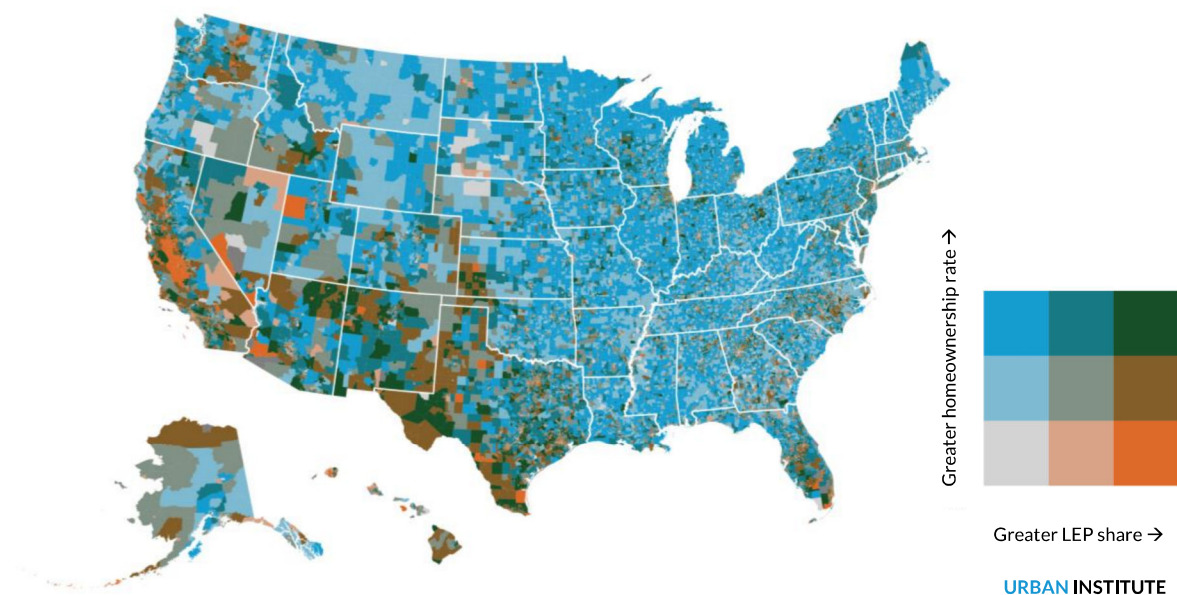 Greater homeownership rate →
Greater LEP share →
URBAN INSTITUTE